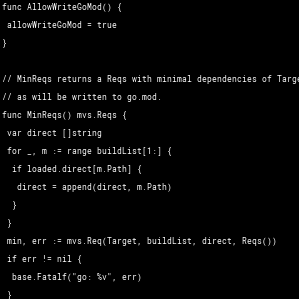 func AllowWriteGoMod() {
 allowWriteGoMod = true
}

// MinReqs returns a Reqs with minimal dependencies of Targe
// as will be written to go.mod.
func MinReqs() mvs.Reqs {
 var direct []string
 for _, m := range buildList[1:] {
  if loaded.direct[m.Path] {
   direct = append(direct, m.Path)
  }
 }
 min, err := mvs.Req(Target, buildList, direct, Reqs())
 if err != nil {
  base.Fatalf("go: %v", err)
 }